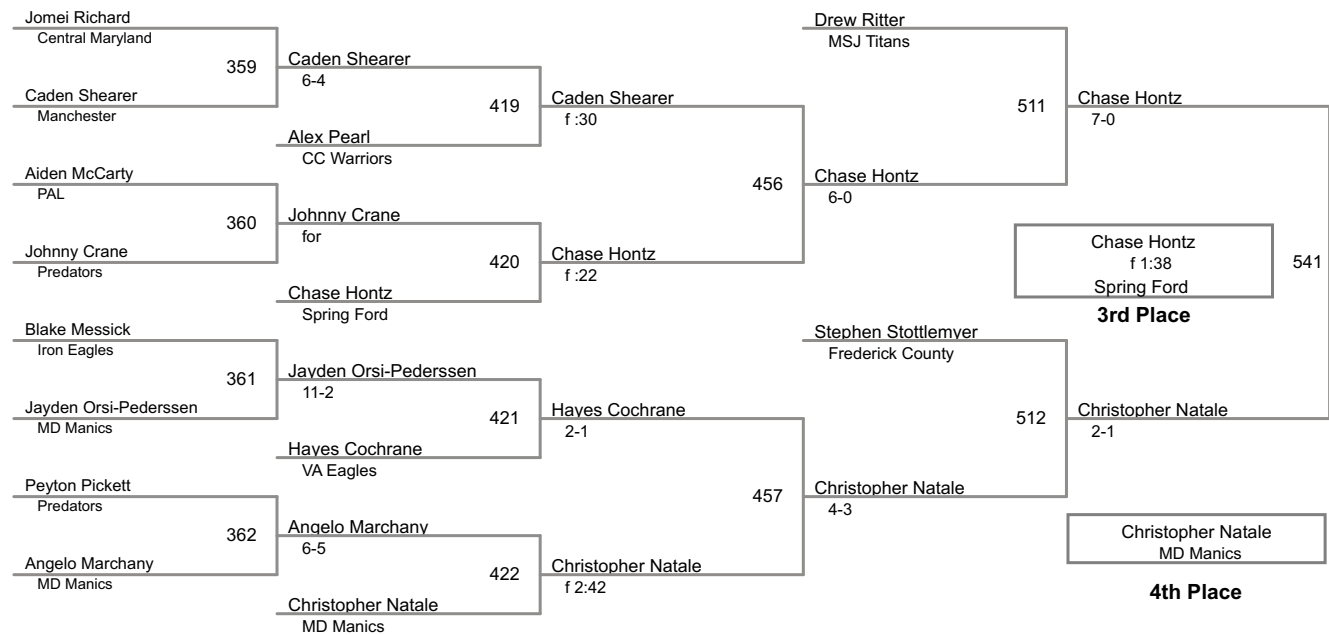 Jomei Richard
Central Maryland
359
Caden Shearer
Manchester
Aiden McCarty
PAL
360
Johnny Crane
Predators
Blake Messick
Iron Eagles
361
Jayden Orsi-Pederssen
MD Manics
Peyton Pickett
Predators
362
Angelo Marchany
MD Manics
Caden Shearer
6-4
419
Alex Pearl
CC Warriors
Johnny Crane
for
420
Chase Hontz
Spring Ford
Jayden Orsi-Pederssen
11-2
421
Hayes Cochrane
VA Eagles
Angelo Marchany
6-5
422
Christopher Natale
MD Manics
Caden Shearer
f :30
456
Chase Hontz
f :22
Hayes Cochrane
2-1
457
Christopher Natale
f 2:42
Drew Ritter
MSJ Titans
511
Chase Hontz
6-0
Stephen Stottlemyer
Frederick County
512
Christopher Natale
4-3
Chase Hontz
7-0
Chase Hontz
f 1:38
Spring Ford
541
3rd Place
Christopher Natale
2-1
Christopher Natale
MD Manics
4th Place